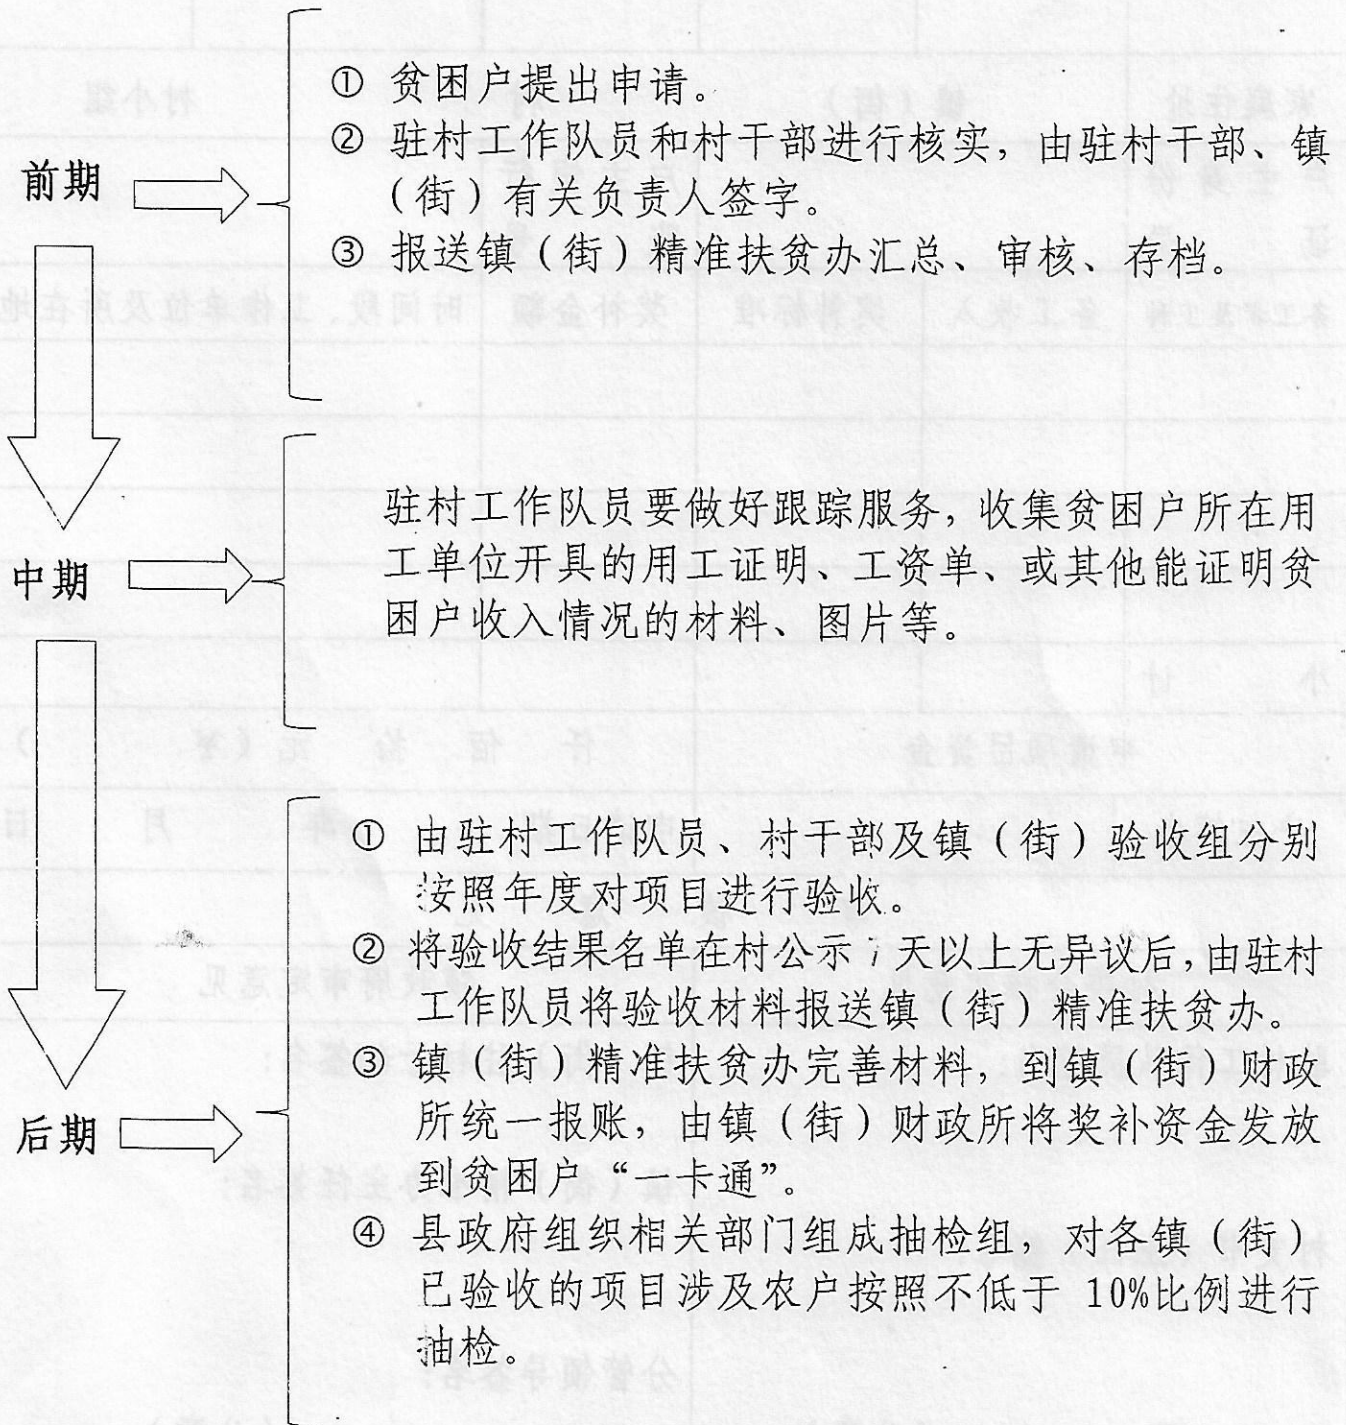 前期
① 贫困户提出申请。
② 驻村工作队员和村干部进行核实，由驻村干部、镇
（街）有关负责人签字。
③ 报送镇（街）精准扶贫办汇总、审核、存档。
中期
驻村工作队员要做好跟踪服务，收集贫困户所在用
工单位开具的用工证明、工资单、或其他能证明贫
困户收入情况的材料、图片等。
后期
① 由驻村工作队员、村干部及镇（街）验收组分别
按照年度对项目进行验收。
② 将验收结果名单在村公示 天以上无异议后，由驻村
工作队员将验收材料报送镇（街）精准扶贫办。
③ 镇（街）精准扶贫办完善材料，到镇（街）财政
所统一报账，由镇（街）财政所将奖补资金发放
到贫困户“一卡通”。
④ 县政府组织相关部门组成抽检组，对各镇（街）
已验收的项目涉及农户按照不低于 10%比例进行
抽检。